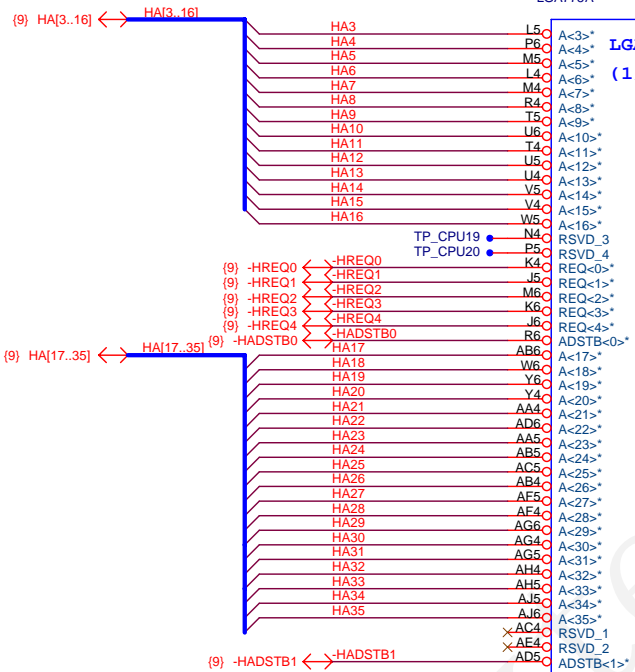 {9} HA[3..16] HA[3..16]
HA3 L5 A<3>*
HA4 P6 A<4>* LG
HA5 M5 A<5>*
HA6 L4 A<6>* (1
HA7 M4 A<7>*
HA8 R4 A<8>*
HA9 T5 A<9>*
HA10 U6 A<10>*
HA11 T4 A<11>*
HA12 U5 A<12>*
HA13 U4 A<13>*
HA14 V5 A<14>*
HA15 V4 A<15>*
HA16 W5 A<16>*
TP_CPU19 N4 RSVD_3
TP_CPU20 P5 RSVD_4
{9} -HREQ0 -HREQ0 K4 REQ<0>*
{9} -HREQ1 -HREQ1 J5 REQ<1>*
{9} -HREQ2 -HREQ2 M6 REQ<2>*
{9} -HREQ3 -HREQ3 K6 REQ<3>*
{9} -HREQ4 -HREQ4 J6 REQ<4>*
{9} -HADSTB0 -HADSTB0 R6 ADSTB<0>*
{9} HA[17..35] HA[17..35] HA17 AB6 A<17>*
HA18 W6 A<18>*
HA19 Y6 A<19>*
HA20 Y4 A<20>*
HA21 AA4 A<21>*
HA22 AD6 A<22>*
HA23 AA5 A<23>*
HA24 AB5 A<24>*
HA25 AC5 A<25>*
HA26 AB4 A<26>*
HA27 AF5 A<27>*
HA28 AF4 A<28>*
HA29 AG6 A<29>*
HA30 AG4 A<30>*
HA31 AG5 A<31>*
HA32 AH4 A<32>*
HA33 AH5 A<33>*
HA34 AJ5 A<34>*
HA35 AJ6 A<35>*
AC4 RSVD_1
AE4 RSVD_2
{9} -HADSTB1 -HADSTB1 AD5 ADSTB<1>*